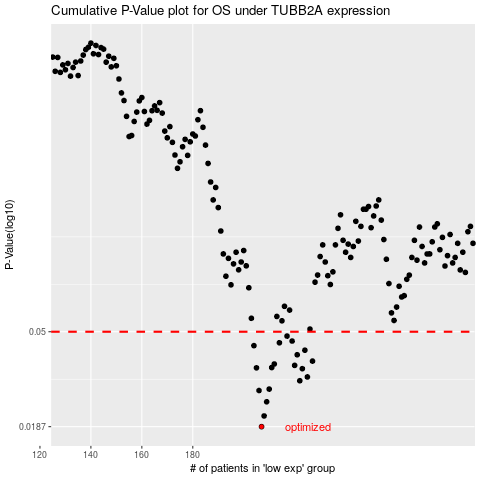 Cumulative P-Value plot for OS under TUBB2A expression
P-Value(log10)
0.05
0.0187
optimized
120 140 160 180
# of patients in 'low exp' group